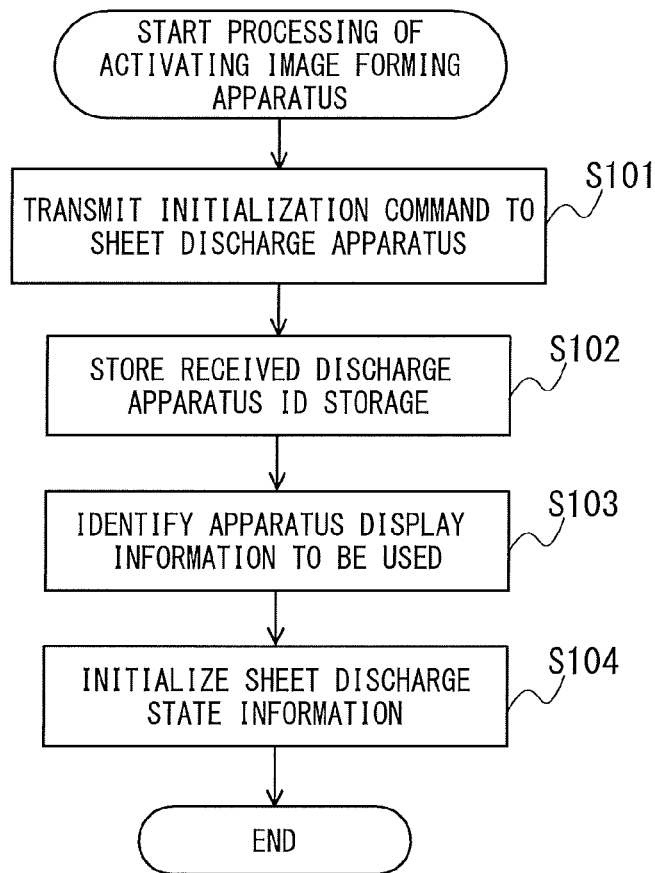 START PROCESSING OF
ACTIVATING IMAGE FORMING
APPARATUS
S101
TRANSMIT INITIALIZATION COMMAND TO
SHEET DISCHARGE APPARATUS
S102
STORE RECEIVED DISCHARGE
APPARATUS ID STORAGE
S103
IDENTIFY APPARATUS DISPLAY
INFORMATION TO BE USED
S104
INITIALIZE SHEET DISCHARGE
STATE INFORMATION
END